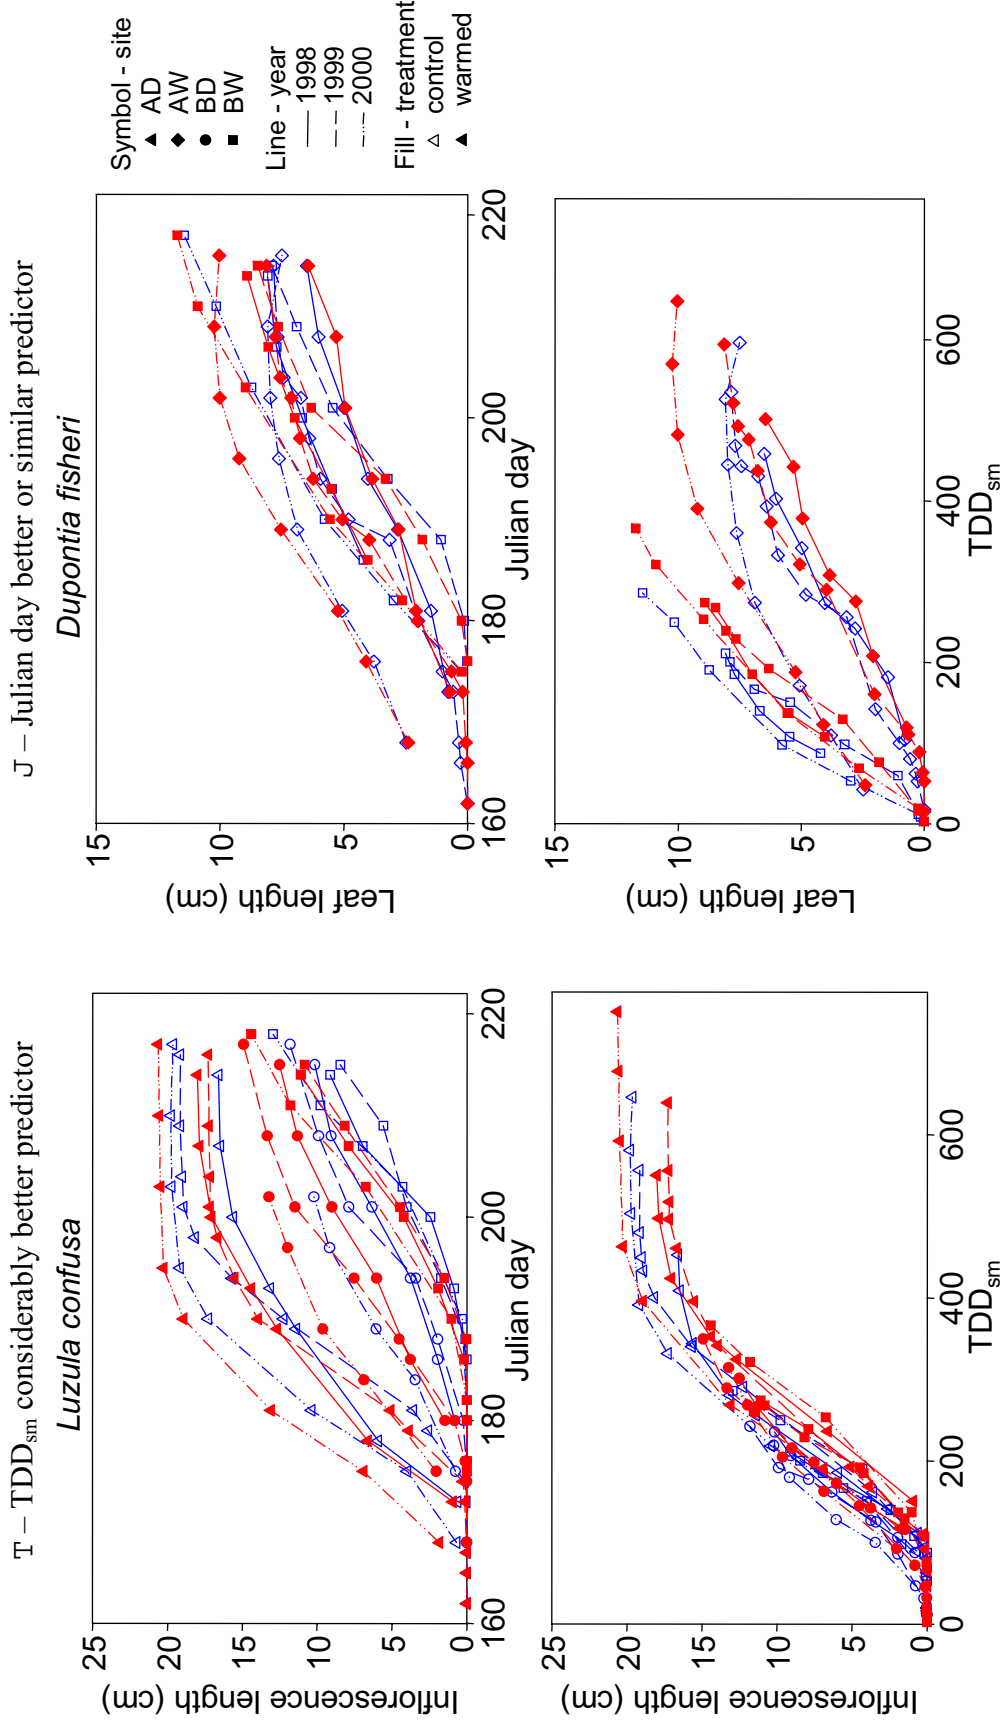 T – TDDsm considerably better predictor
J – Julian day better or similar predictor
Luzula confusa
Dupontia fisheri
Symbol - site
AD
AW
BD
BW
Line - year
1998
1999
2000
Fill - treatment
control
warmed
Inflorescence length (cm)
25
20
15
10
5
0
160
180
200
220
Julian day
Leaf length (cm)
15
10
5
0
160
180
200
220
Julian day
Inflorescence length (cm)
25
20
15
10
5
0
0
200
400
600
TDDsm
Leaf length (cm)
15
10
5
0
0
200
400
600
TDDsm